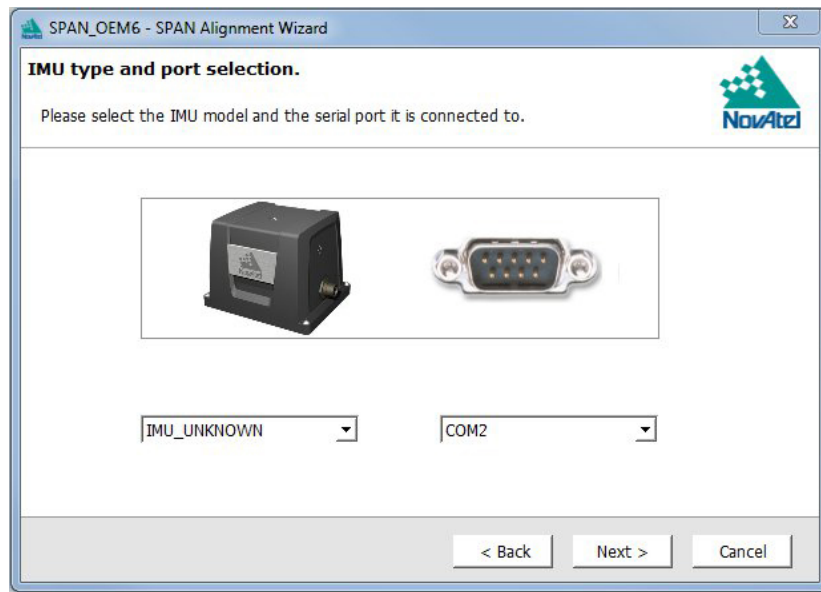 SPAN_OEM6 - SPAN Alignment Wizard
IMU type and port selection.
Please select the IMU model and the serial port it is connected to.
NovAtel
IMU_UNKNOWN
COM2
< Back
Next >
Cancel